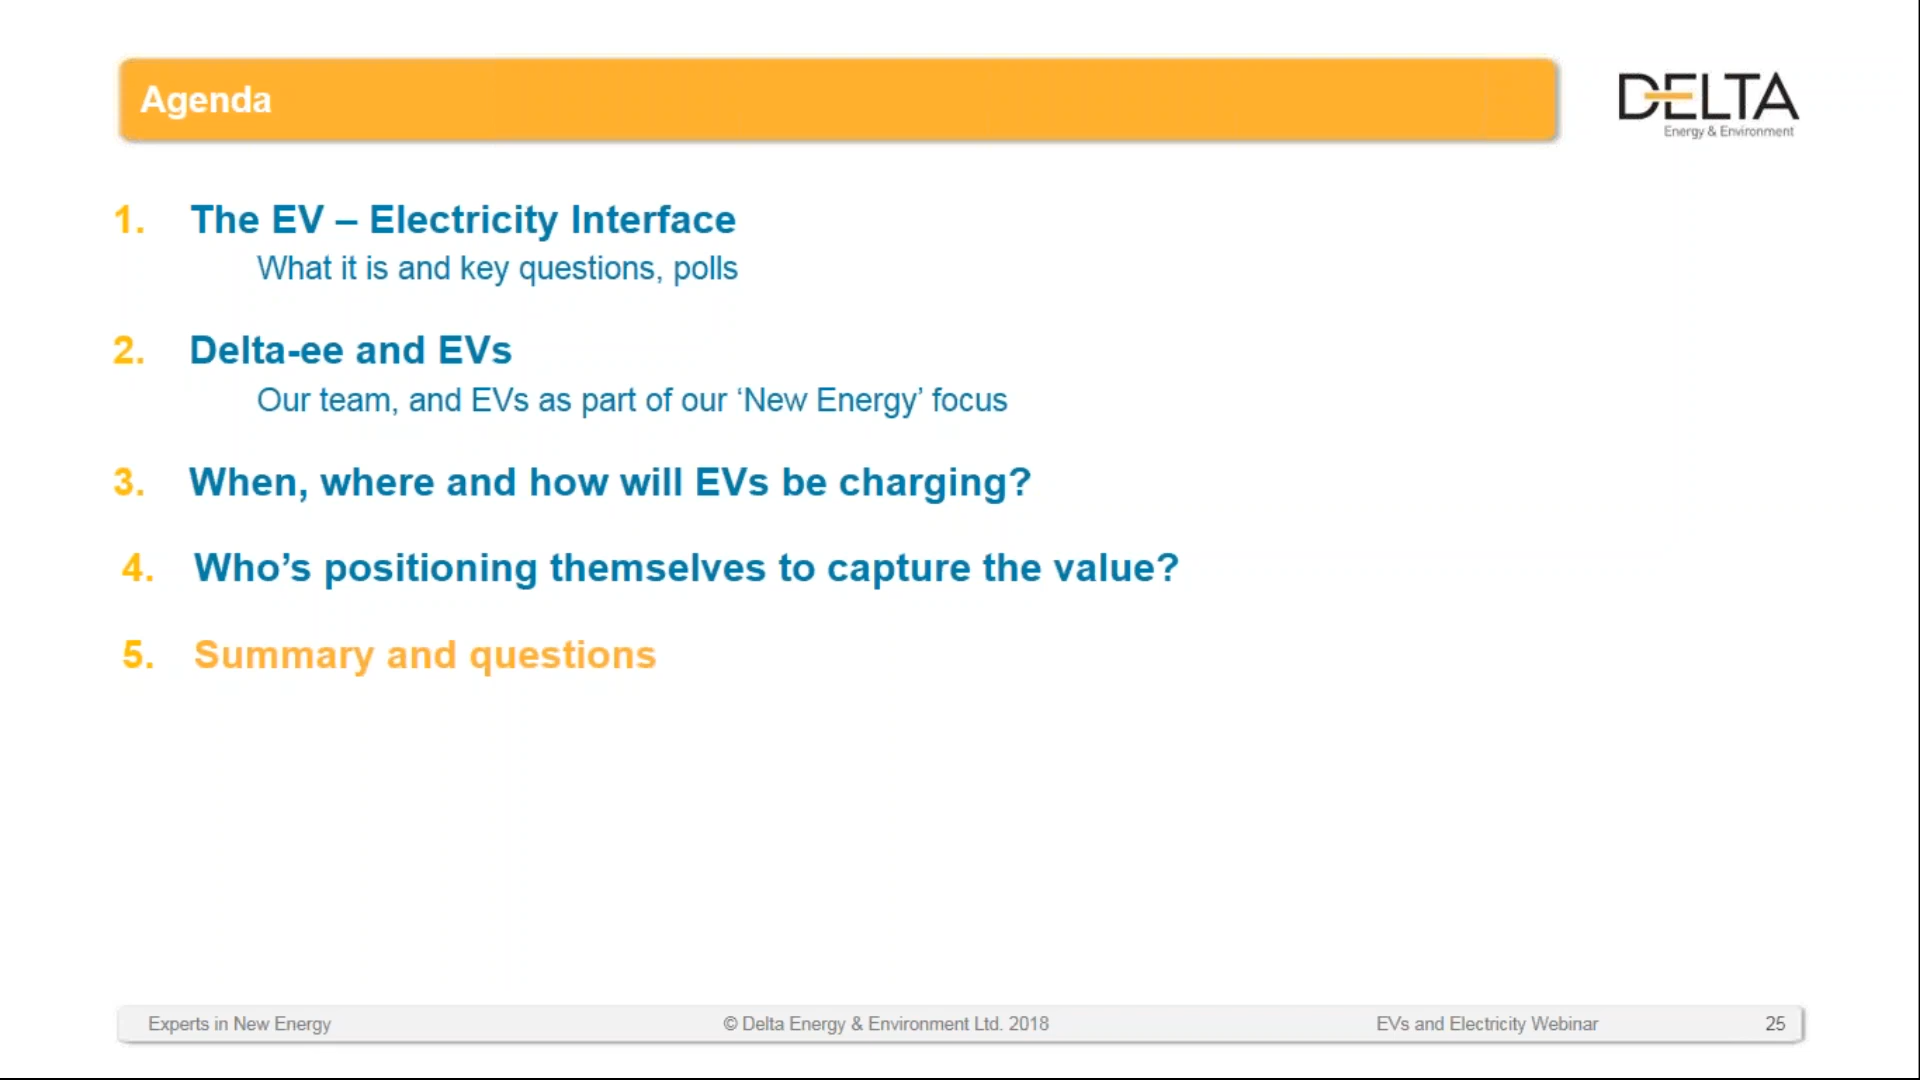 Agenda
DELTA
Energy & Environment
1. The EV – Electricity Interface
What it is and key questions, polls
2. Delta-ee and EVs
Our team, and EVs as part of our ‘New Energy’ focus
3. When, where and how will EVs be charging?
4. Who’s positioning themselves to capture the value?
5. Summary and questions
Experts in New Energy © Delta Energy & Environment Ltd. 2018 EVs and Electricity Webinar 25